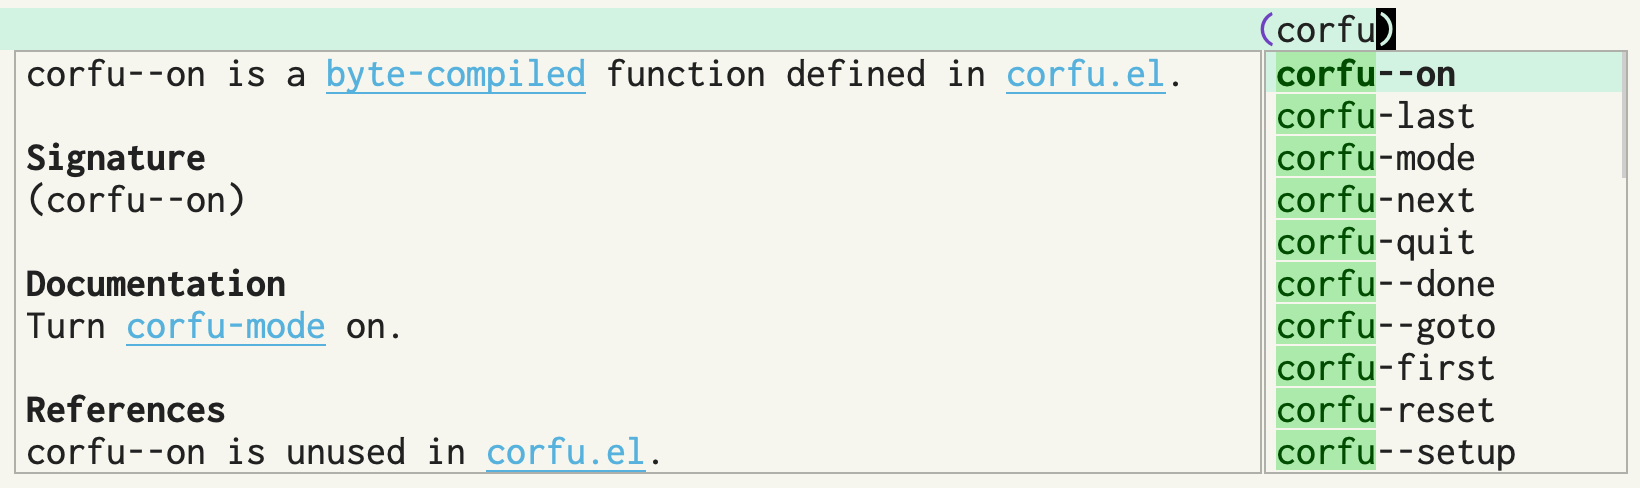 (corfu)
corfu--on is a byte-compiled function defined in corfu.el.
Signature
(corfu--on)
Documentation
Turn corfu-mode on.
References
corfu--on is unused in corfu.el.
corfu--on
corfu-last
corfu-mode
corfu-next
corfu-quit
corfu--done
corfu--goto
corfu-first
corfu-reset
corfu--setup